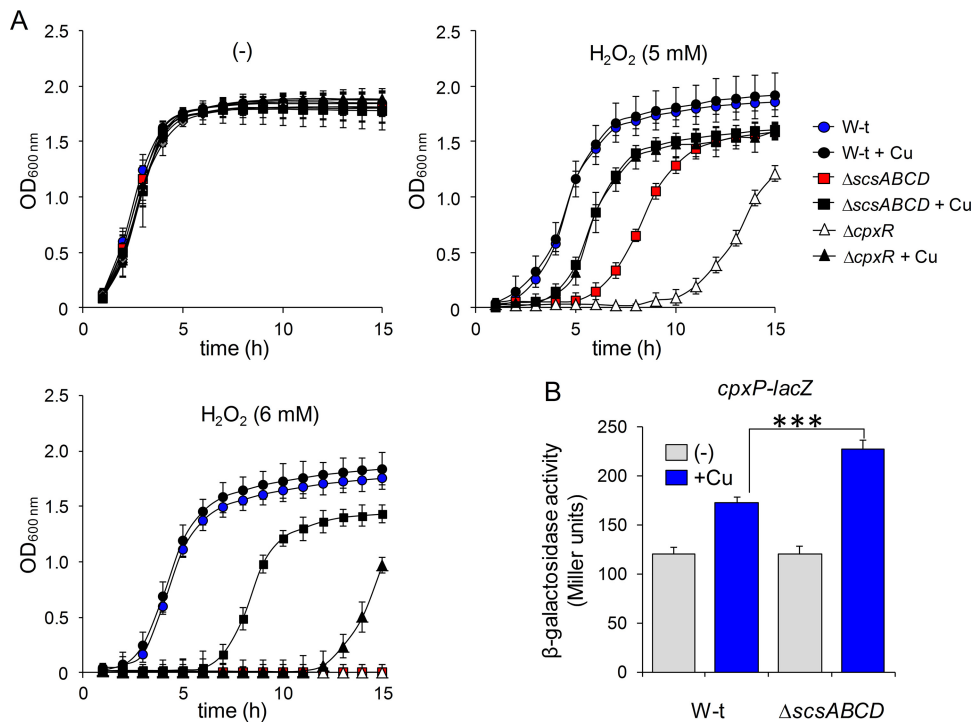 A
(-)
OD600 nm
2.5
2.0
1.5
1.0
0.5
0
0 5 10 15
time (h)
H2O2 (5 mM)
OD600 nm
2.5
2.0
1.5
1.0
0.5
0
0 5 10 15
time (h)
W-t
W-t + Cu
ΔscsABCD
ΔscsABCD + Cu
ΔcpxR
ΔcpxR + Cu
H2O2 (6 mM)
OD600 nm
2.5
2.0
1.5
1.0
0.5
0
0 5 10 15
time (h)
B
cpxP-lacZ
***
(-)
+Cu
β-galactosidase activity
(Miller units)
250
200
150
100
50
0
W-t ΔscsABCD